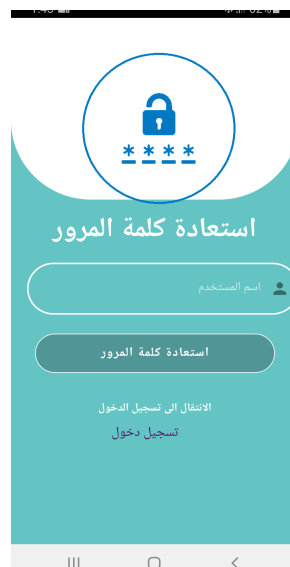 استعادة كلمة المرور
اسم المستخدم
استعادة كلمة المرور
الانتقال الى تسجيل الدخول
تسجيل دخول